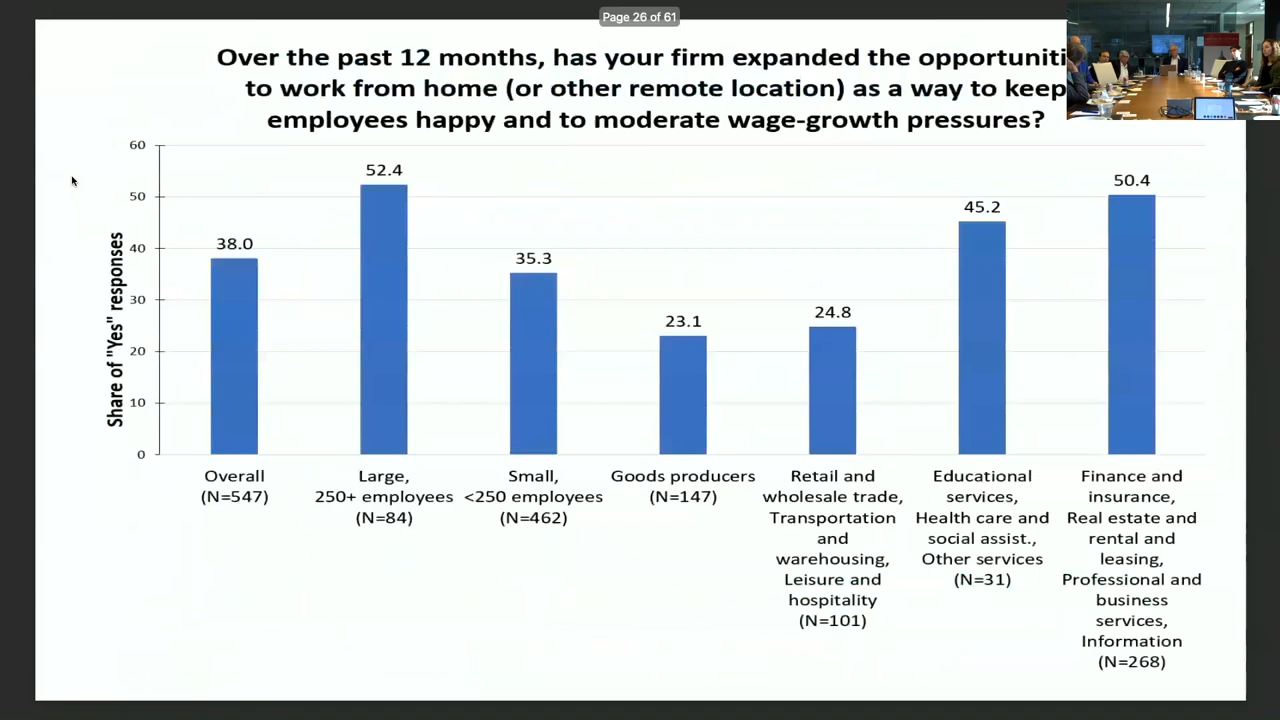 Page 26 of 61
Over the past 12 months, has your firm expanded the opportuniti
to work from home (or other remote location) as a way to keep
employees happy and to moderate wage-growth pressures?
Share of "Yes" responses
60
50
40
30
20
10
0
38.0
52.4
35.3
23.1
24.8
45.2
50.4
Overall
(N=547)
Large,
250+ employees
(N=84)
Small,
<250 employees
(N=462)
Goods producers
(N=147)
Retail and
wholesale trade,
Transportation
and
warehousing,
Leisure and
hospitality
(N=101)
Educational
services,
Health care and
social assist.,
Other services
(N=31)
Finance and
insurance,
Real estate and
rental and
leasing,
Professional and
business
services,
Information
(N=268)